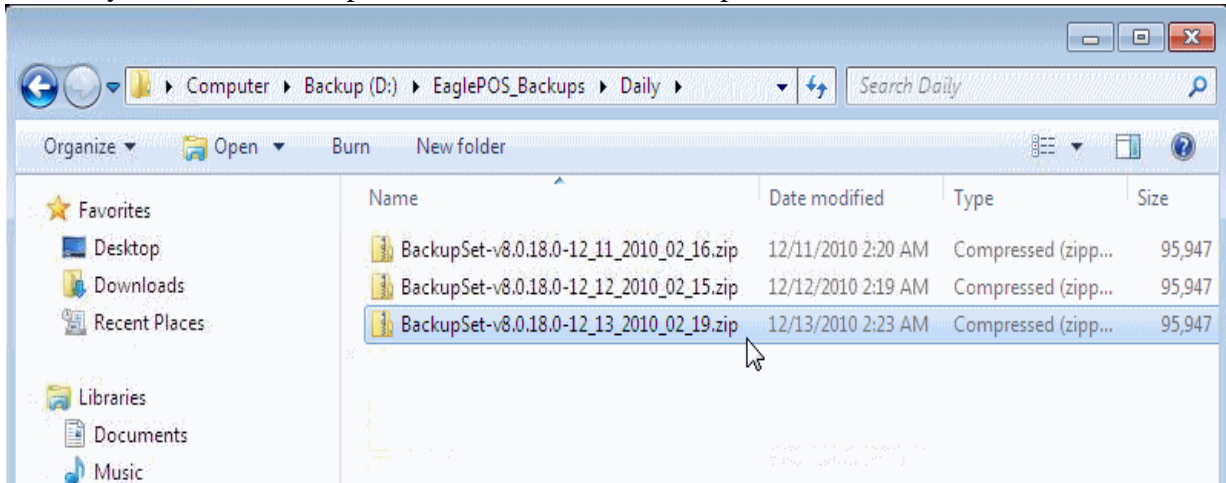 Computer ▸ Backup (D:) ▸ EaglePOS_Backups ▸ Daily ▸ Search Daily
Organize Open Burn New folder
Name Date modified Type Size
Favorites
Desktop
Downloads
Recent Places
Libraries
Documents
Music
BackupSet-v8.0.18.0-12_11_2010_02_16.zip 12/11/2010 2:20 AM Compressed (zipp... 95,947
BackupSet-v8.0.18.0-12_12_2010_02_15.zip 12/12/2010 2:19 AM Compressed (zipp... 95,947
BackupSet-v8.0.18.0-12_13_2010_02_19.zip 12/13/2010 2:23 AM Compressed (zipp... 95,947